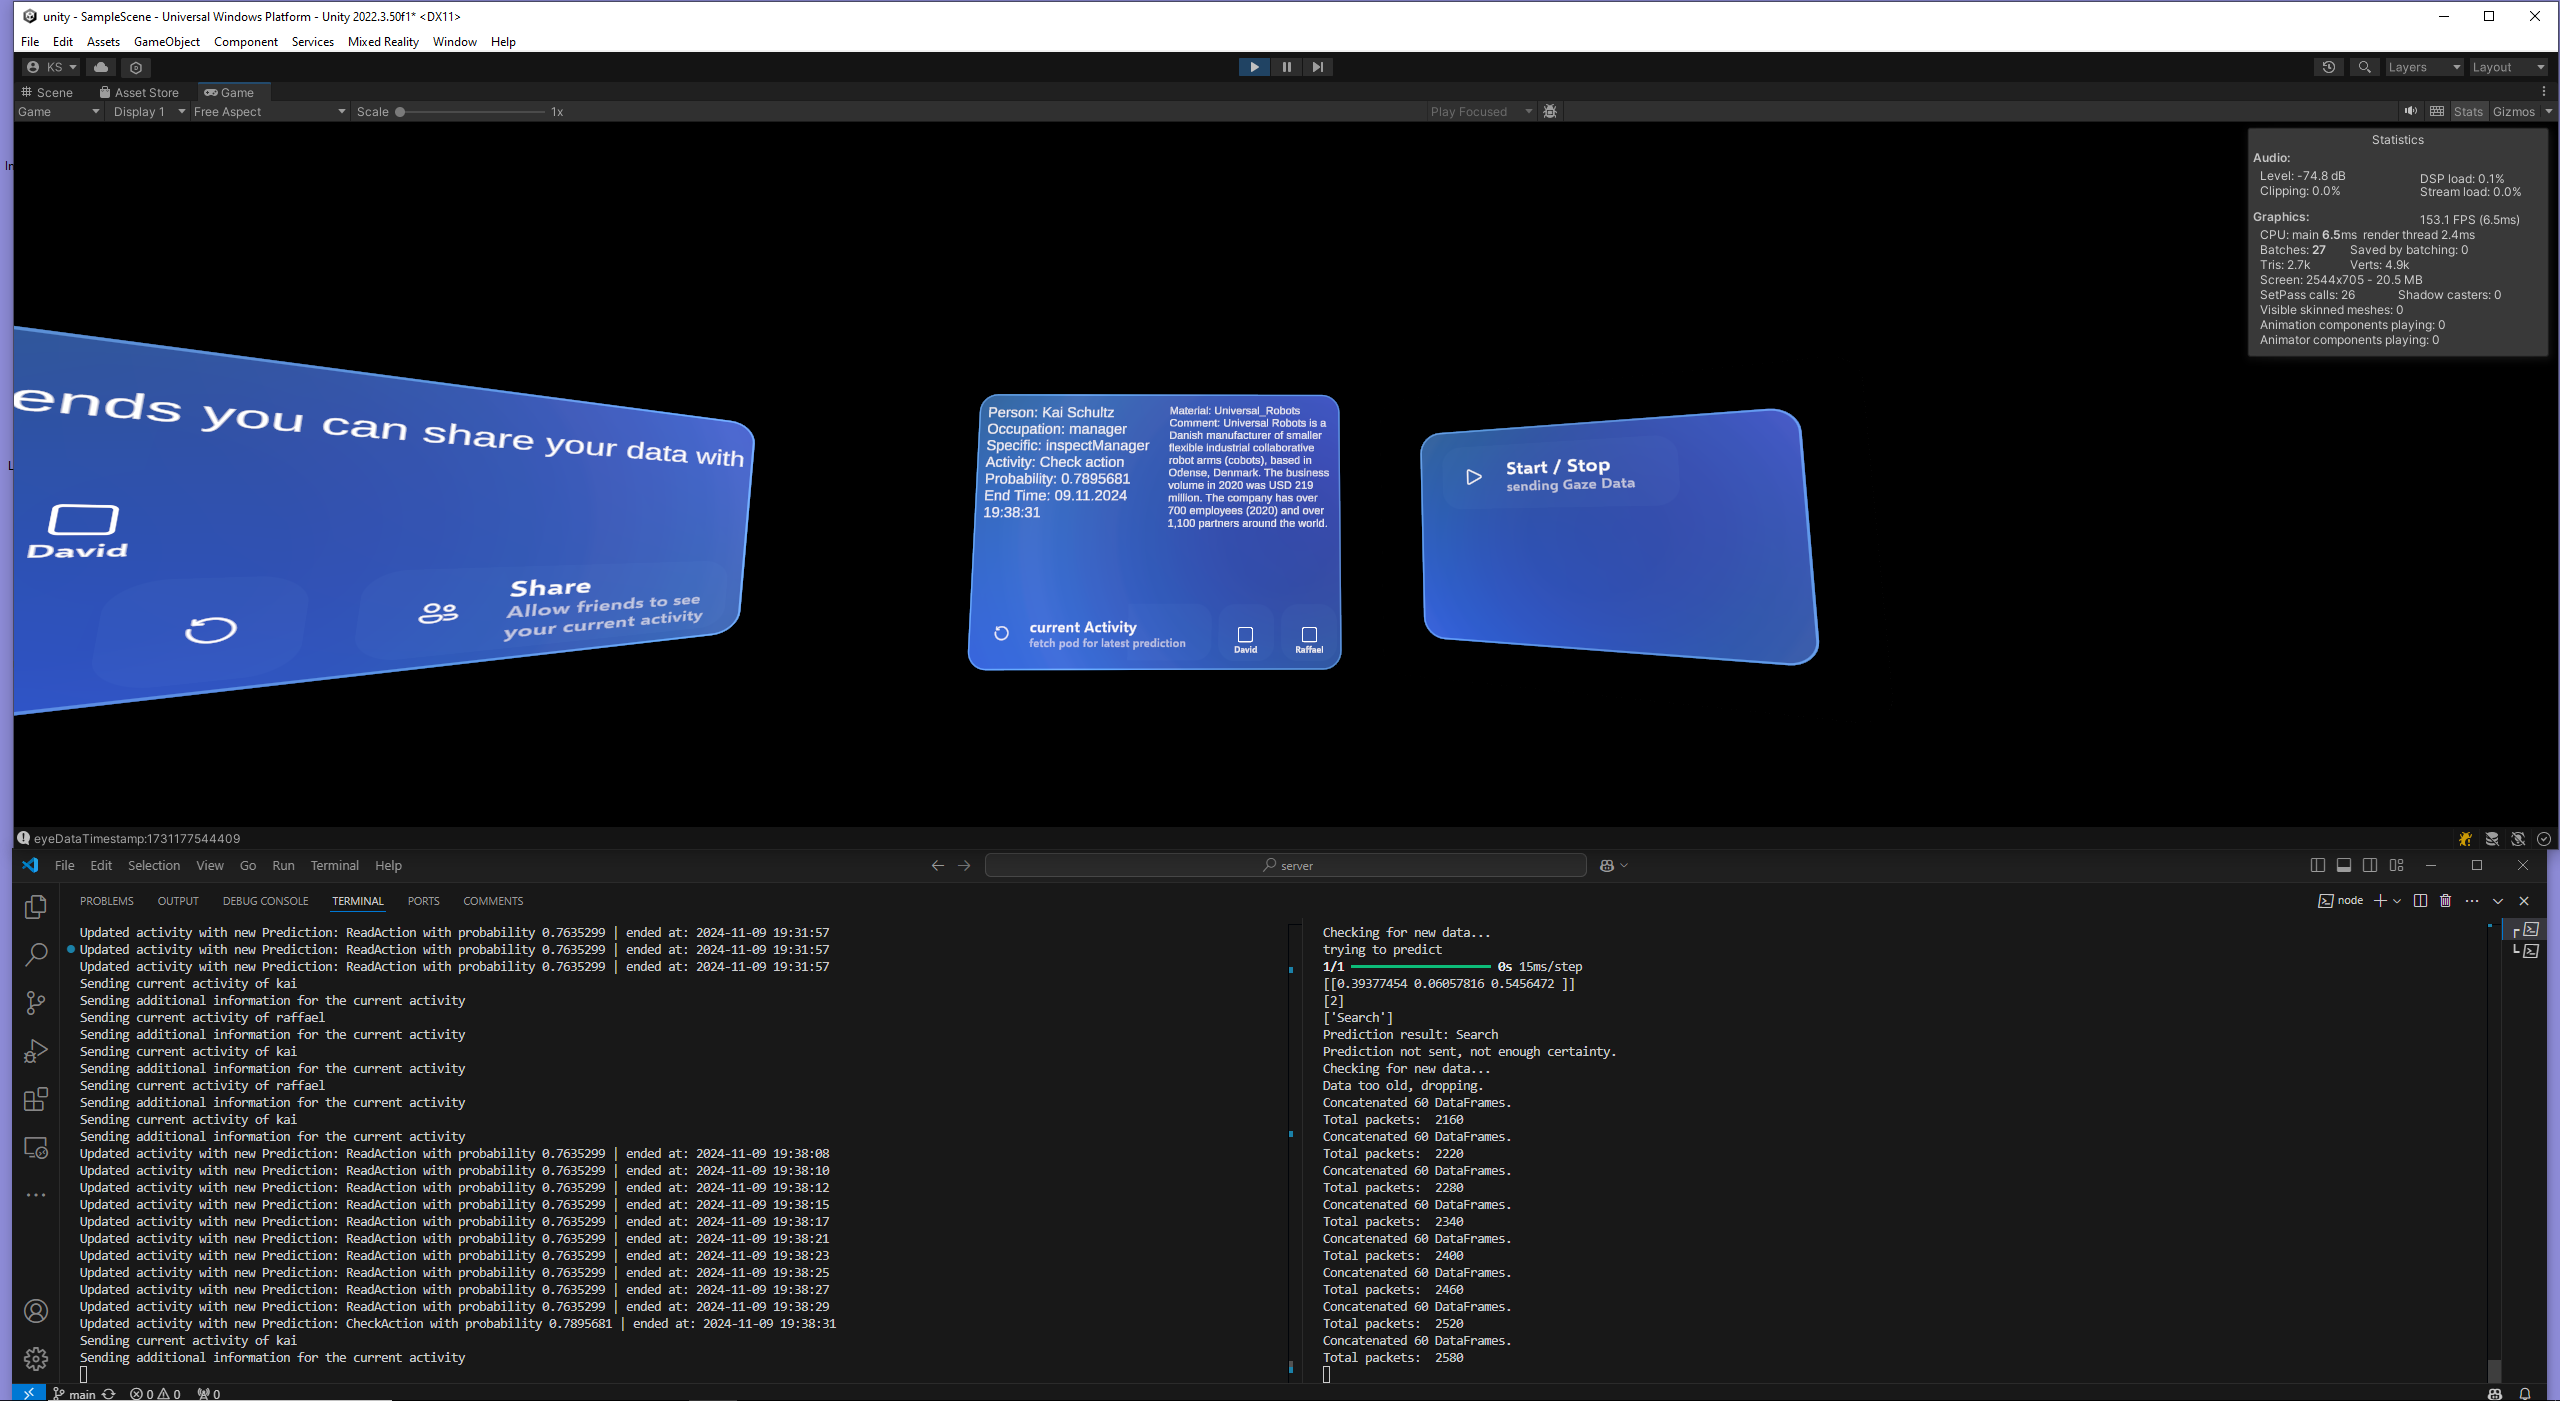 unity - SampleScene - Universal Windows Platform - Unity 2022.3.50f1* <DX11>
File Edit Assets GameObject Component Services Mixed Reality Window Help
KS
Layers Layout
Scene Asset Store Game
Game Display 1 Free Aspect Scale 1x Play Focused Stats Gizmos
Statistics
Audio:
Level: -74.8 dB DSP load: 0.1%
Clipping: 0.0% Stream load: 0.0%
Graphics: 153.1 FPS (6.5ms)
CPU: main 6.5ms render thread 2.4ms
Batches: 27 Saved by batching: 0
Tris: 2.7k Verts: 4.9k
Screen: 2544x705 - 20.5 MB
SetPass calls: 26 Shadow casters: 0
Visible skinned meshes: 0
Animation components playing: 0
Animator components playing: 0
ends you can share your data with
David
Share
Allow friends to see
your current activity
Person: Kai Schultz
Occupation: manager
Specific: inspectManager
Activity: Check action
Probability: 0.7895681
End Time: 09.11.2024
19:38:31
Material: Universal_Robots
Comment: Universal Robots is a
Danish manufacturer of smaller
flexible industrial collaborative
robot arms (cobots), based in
Odense, Denmark. The business
volume in 2020 was USD 219
million. The company has over
700 employees (2020) and over
1,100 partners around the world.
current Activity
fetch pod for latest prediction
David
Raffael
Start / Stop
sending Gaze Data
eyeDataTimestamp:1731177544409
File Edit Selection View Go Run Terminal Help
server
PROBLEMS OUTPUT DEBUG CONSOLE TERMINAL PORTS COMMENTS
node
Updated activity with new Prediction: ReadAction with probability 0.7635299 | ended at: 2024-11-09 19:31:57
Updated activity with new Prediction: ReadAction with probability 0.7635299 | ended at: 2024-11-09 19:31:57
Updated activity with new Prediction: ReadAction with probability 0.7635299 | ended at: 2024-11-09 19:31:57
Sending current activity of kai
Sending additional information for the current activity
Sending current activity of raffael
Sending additional information for the current activity
Sending current activity of kai
Sending additional information for the current activity
Sending current activity of raffael
Sending additional information for the current activity
Sending current activity of kai
Sending additional information for the current activity
Updated activity with new Prediction: ReadAction with probability 0.7635299 | ended at: 2024-11-09 19:38:08
Updated activity with new Prediction: ReadAction with probability 0.7635299 | ended at: 2024-11-09 19:38:10
Updated activity with new Prediction: ReadAction with probability 0.7635299 | ended at: 2024-11-09 19:38:12
Updated activity with new Prediction: ReadAction with probability 0.7635299 | ended at: 2024-11-09 19:38:15
Updated activity with new Prediction: ReadAction with probability 0.7635299 | ended at: 2024-11-09 19:38:17
Updated activity with new Prediction: ReadAction with probability 0.7635299 | ended at: 2024-11-09 19:38:21
Updated activity with new Prediction: ReadAction with probability 0.7635299 | ended at: 2024-11-09 19:38:23
Updated activity with new Prediction: ReadAction with probability 0.7635299 | ended at: 2024-11-09 19:38:25
Updated activity with new Prediction: ReadAction with probability 0.7635299 | ended at: 2024-11-09 19:38:27
Updated activity with new Prediction: ReadAction with probability 0.7635299 | ended at: 2024-11-09 19:38:29
Updated activity with new Prediction: CheckAction with probability 0.7895681 | ended at: 2024-11-09 19:38:31
Sending current activity of kai
Sending additional information for the current activity
Checking for new data...
trying to predict
1/1 0s 15ms/step
[[0.39377454 0.06057816 0.5456472 ]]
[2]
['Search']
Prediction result: Search
Prediction not sent, not enough certainty.
Checking for new data...
Data too old, dropping.
Concatenated 60 DataFrames.
Total packets: 2160
Concatenated 60 DataFrames.
Total packets: 2220
Concatenated 60 DataFrames.
Total packets: 2280
Concatenated 60 DataFrames.
Total packets: 2340
Concatenated 60 DataFrames.
Total packets: 2400
Concatenated 60 DataFrames.
Total packets: 2460
Concatenated 60 DataFrames.
Total packets: 2520
Concatenated 60 DataFrames.
Total packets: 2580
main 0 0 0